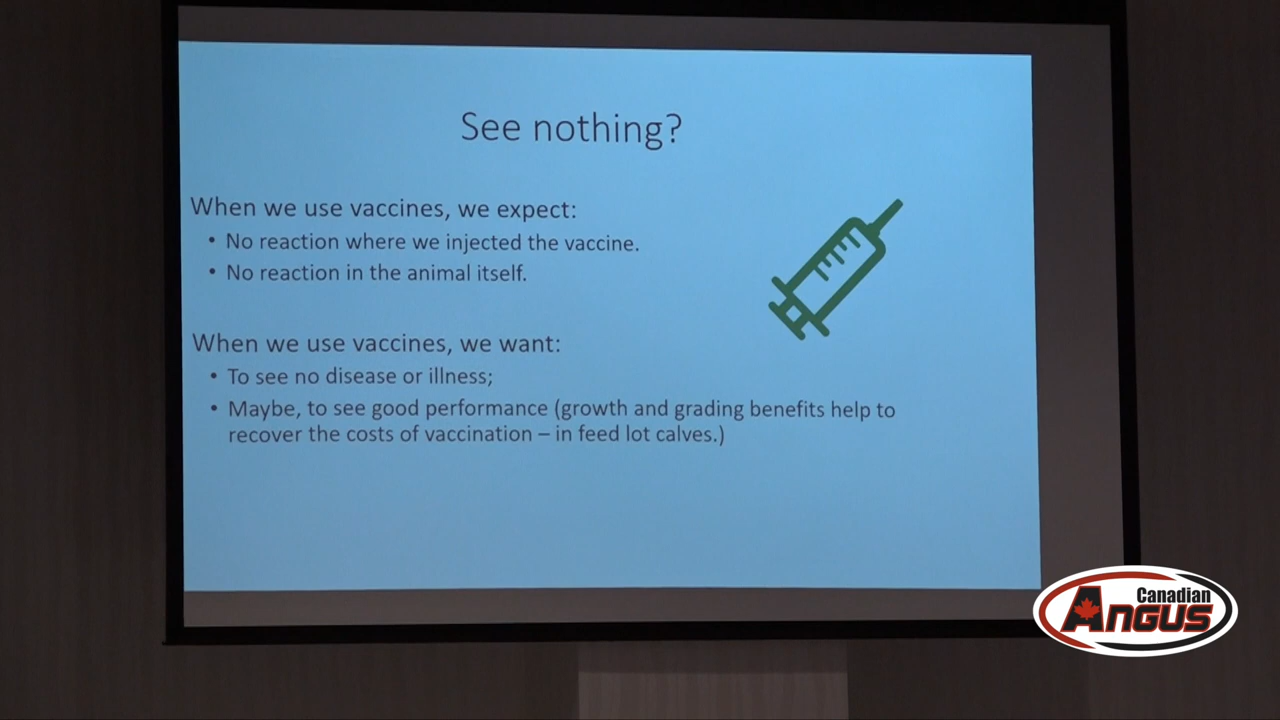 See nothing?
When we use vaccines, we expect:
• No reaction where we injected the vaccine.
• No reaction in the animal itself.
When we use vaccines, we want:
• To see no disease or illness;
• Maybe, to see good performance (growth and grading benefits help to
recover the costs of vaccination – in feed lot calves.)
Canadian
ANGUS